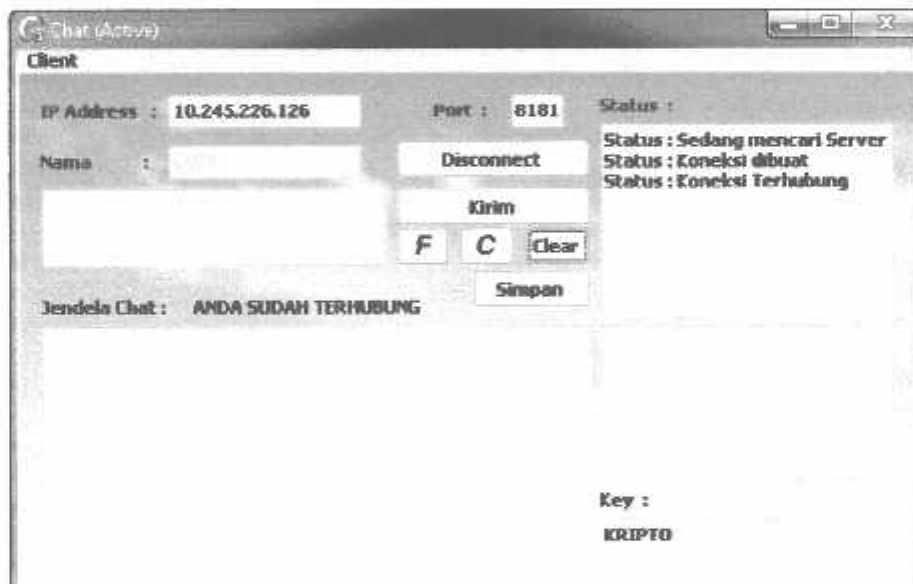 Chat (Active)
Client
IP Address : 10.245.226.126 Port : 8181
Nama :
Disconnect
Kirim
F C Clear
Simpan
Jendela Chat : ANDA SUDAH TERHUBUNG
Status :
Status : Sedang mencari Server
Status : Koneksi dibuat
Status : Koneksi Terhubung
Key :
KRIPTO